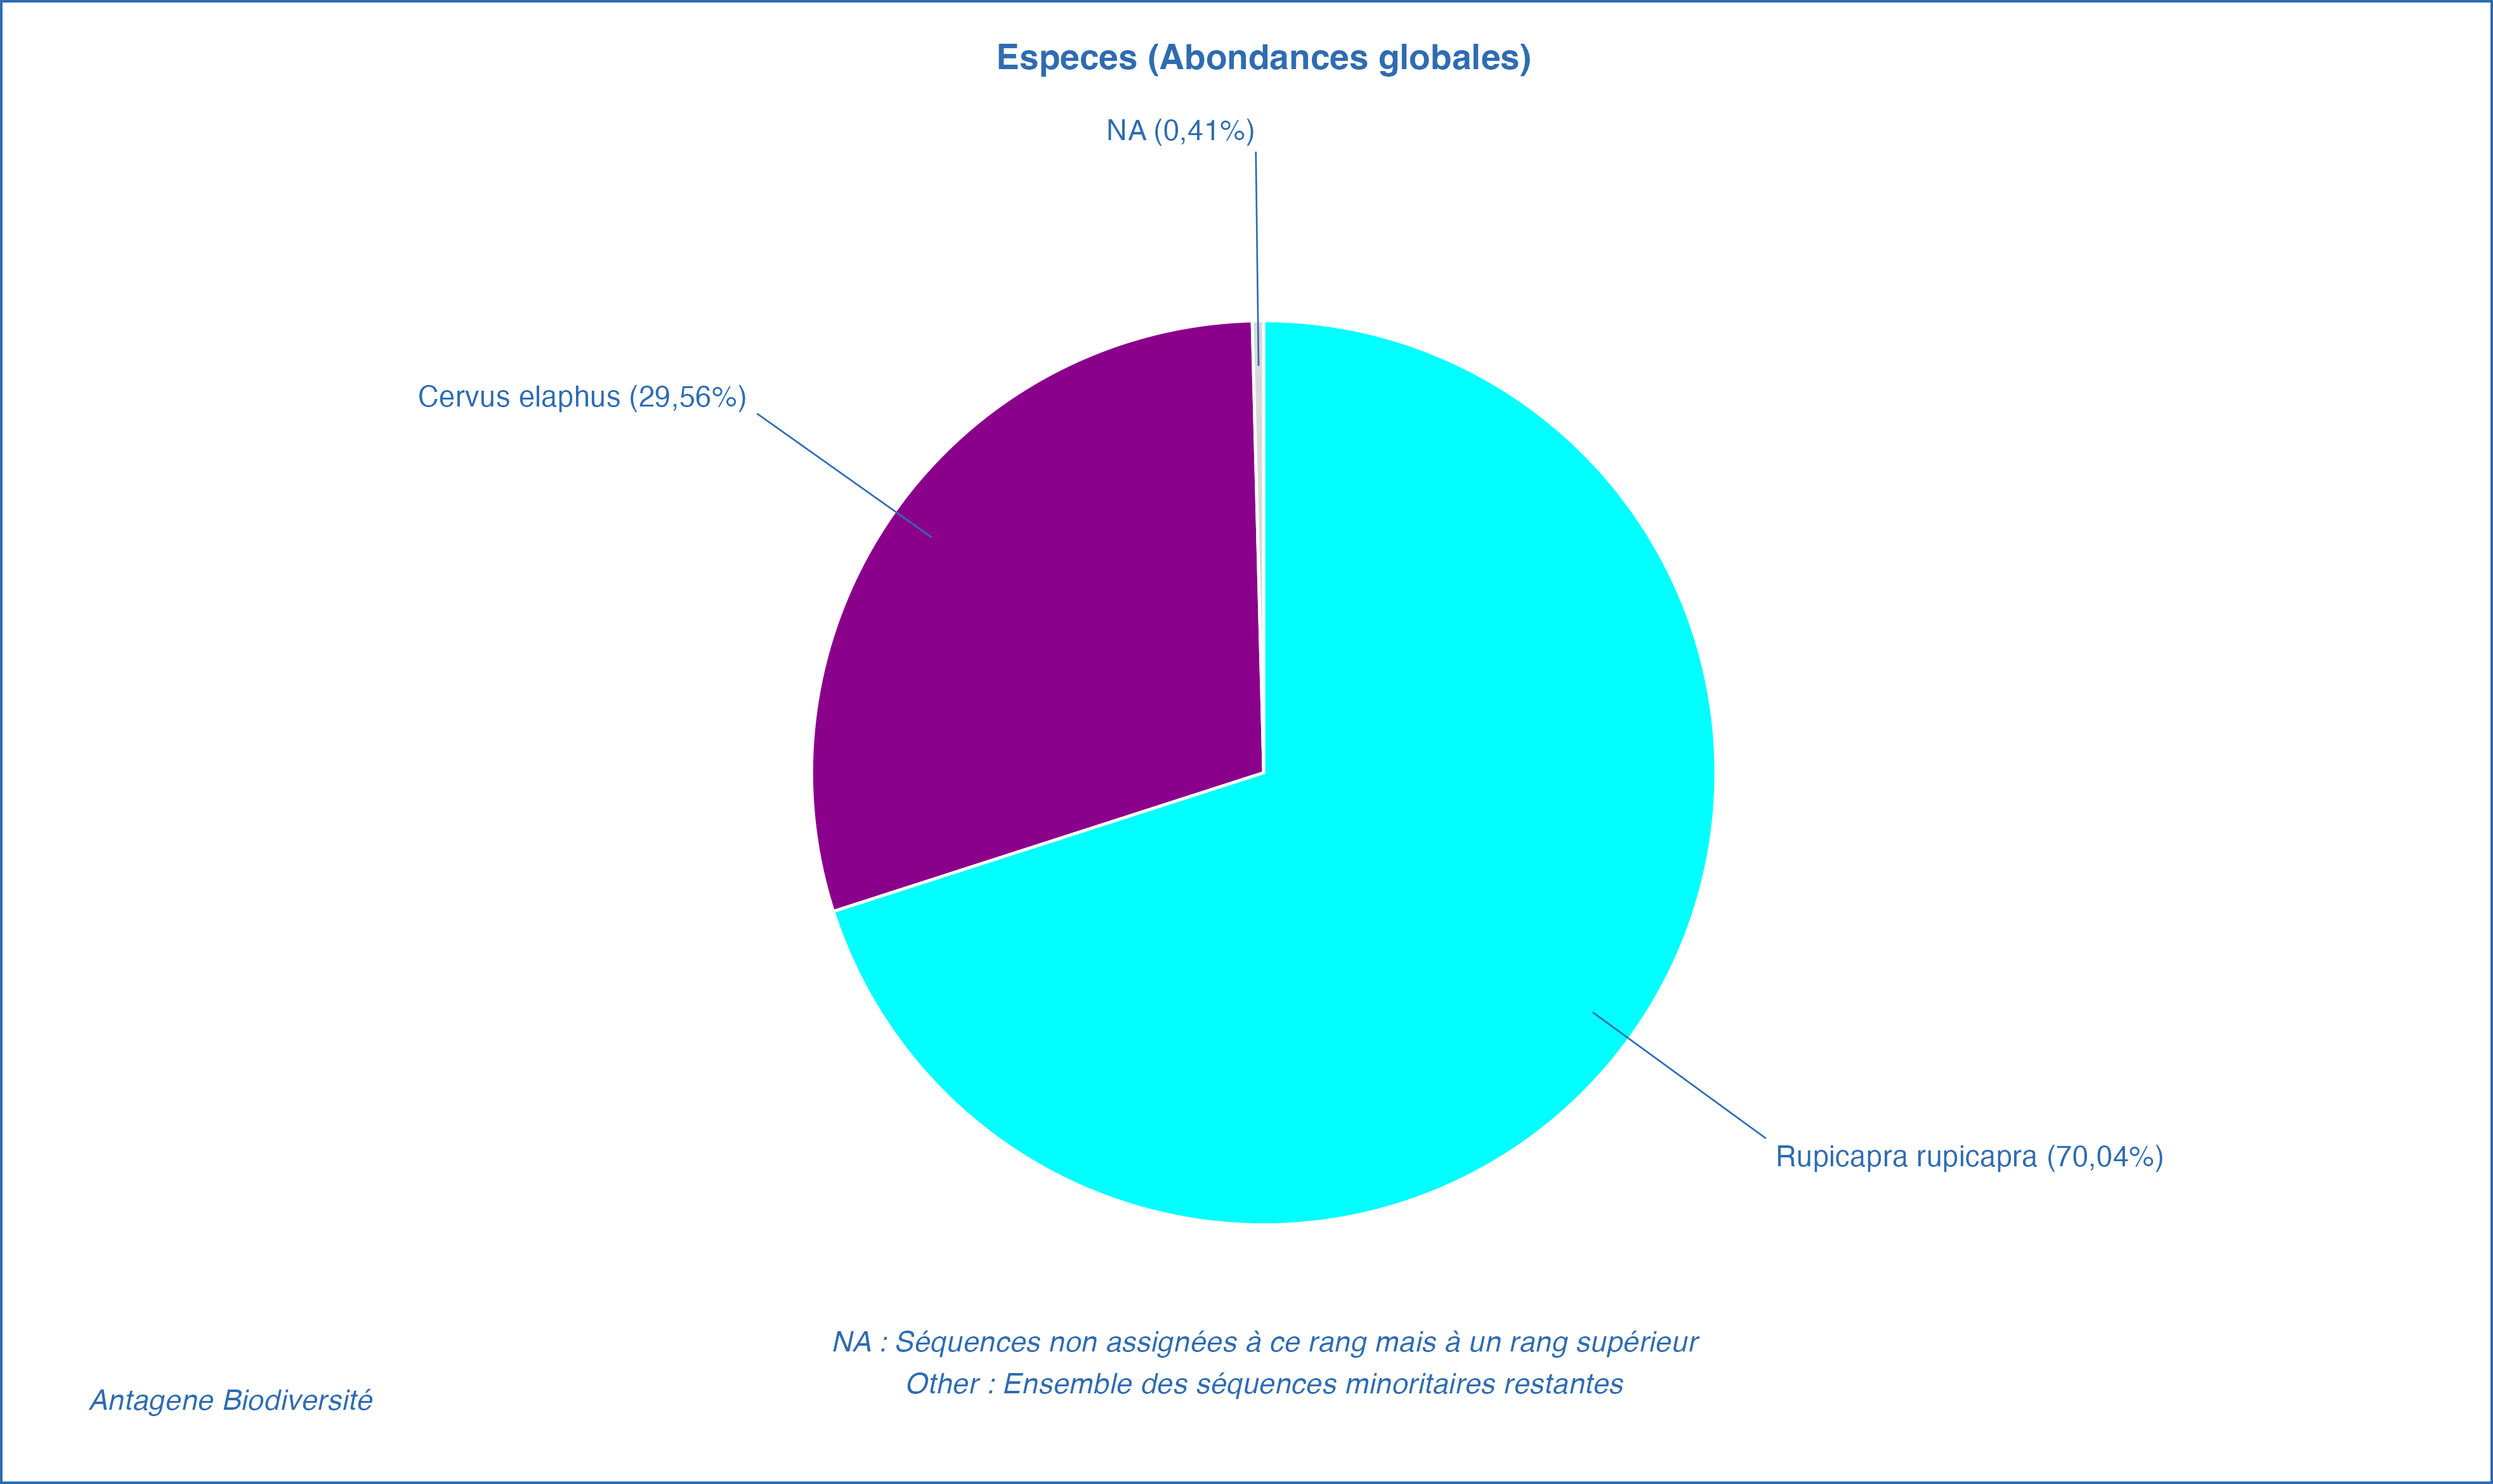 Especes (Abondances globales)
NA (0,41%)
Cervus elaphus (29,56%)
Rupicapra rupicapra (70,04%)
NA : Séquences non assignées à ce rang mais à un rang supérieur
Other : Ensemble des séquences minoritaires restantes
Antagene Biodiversité